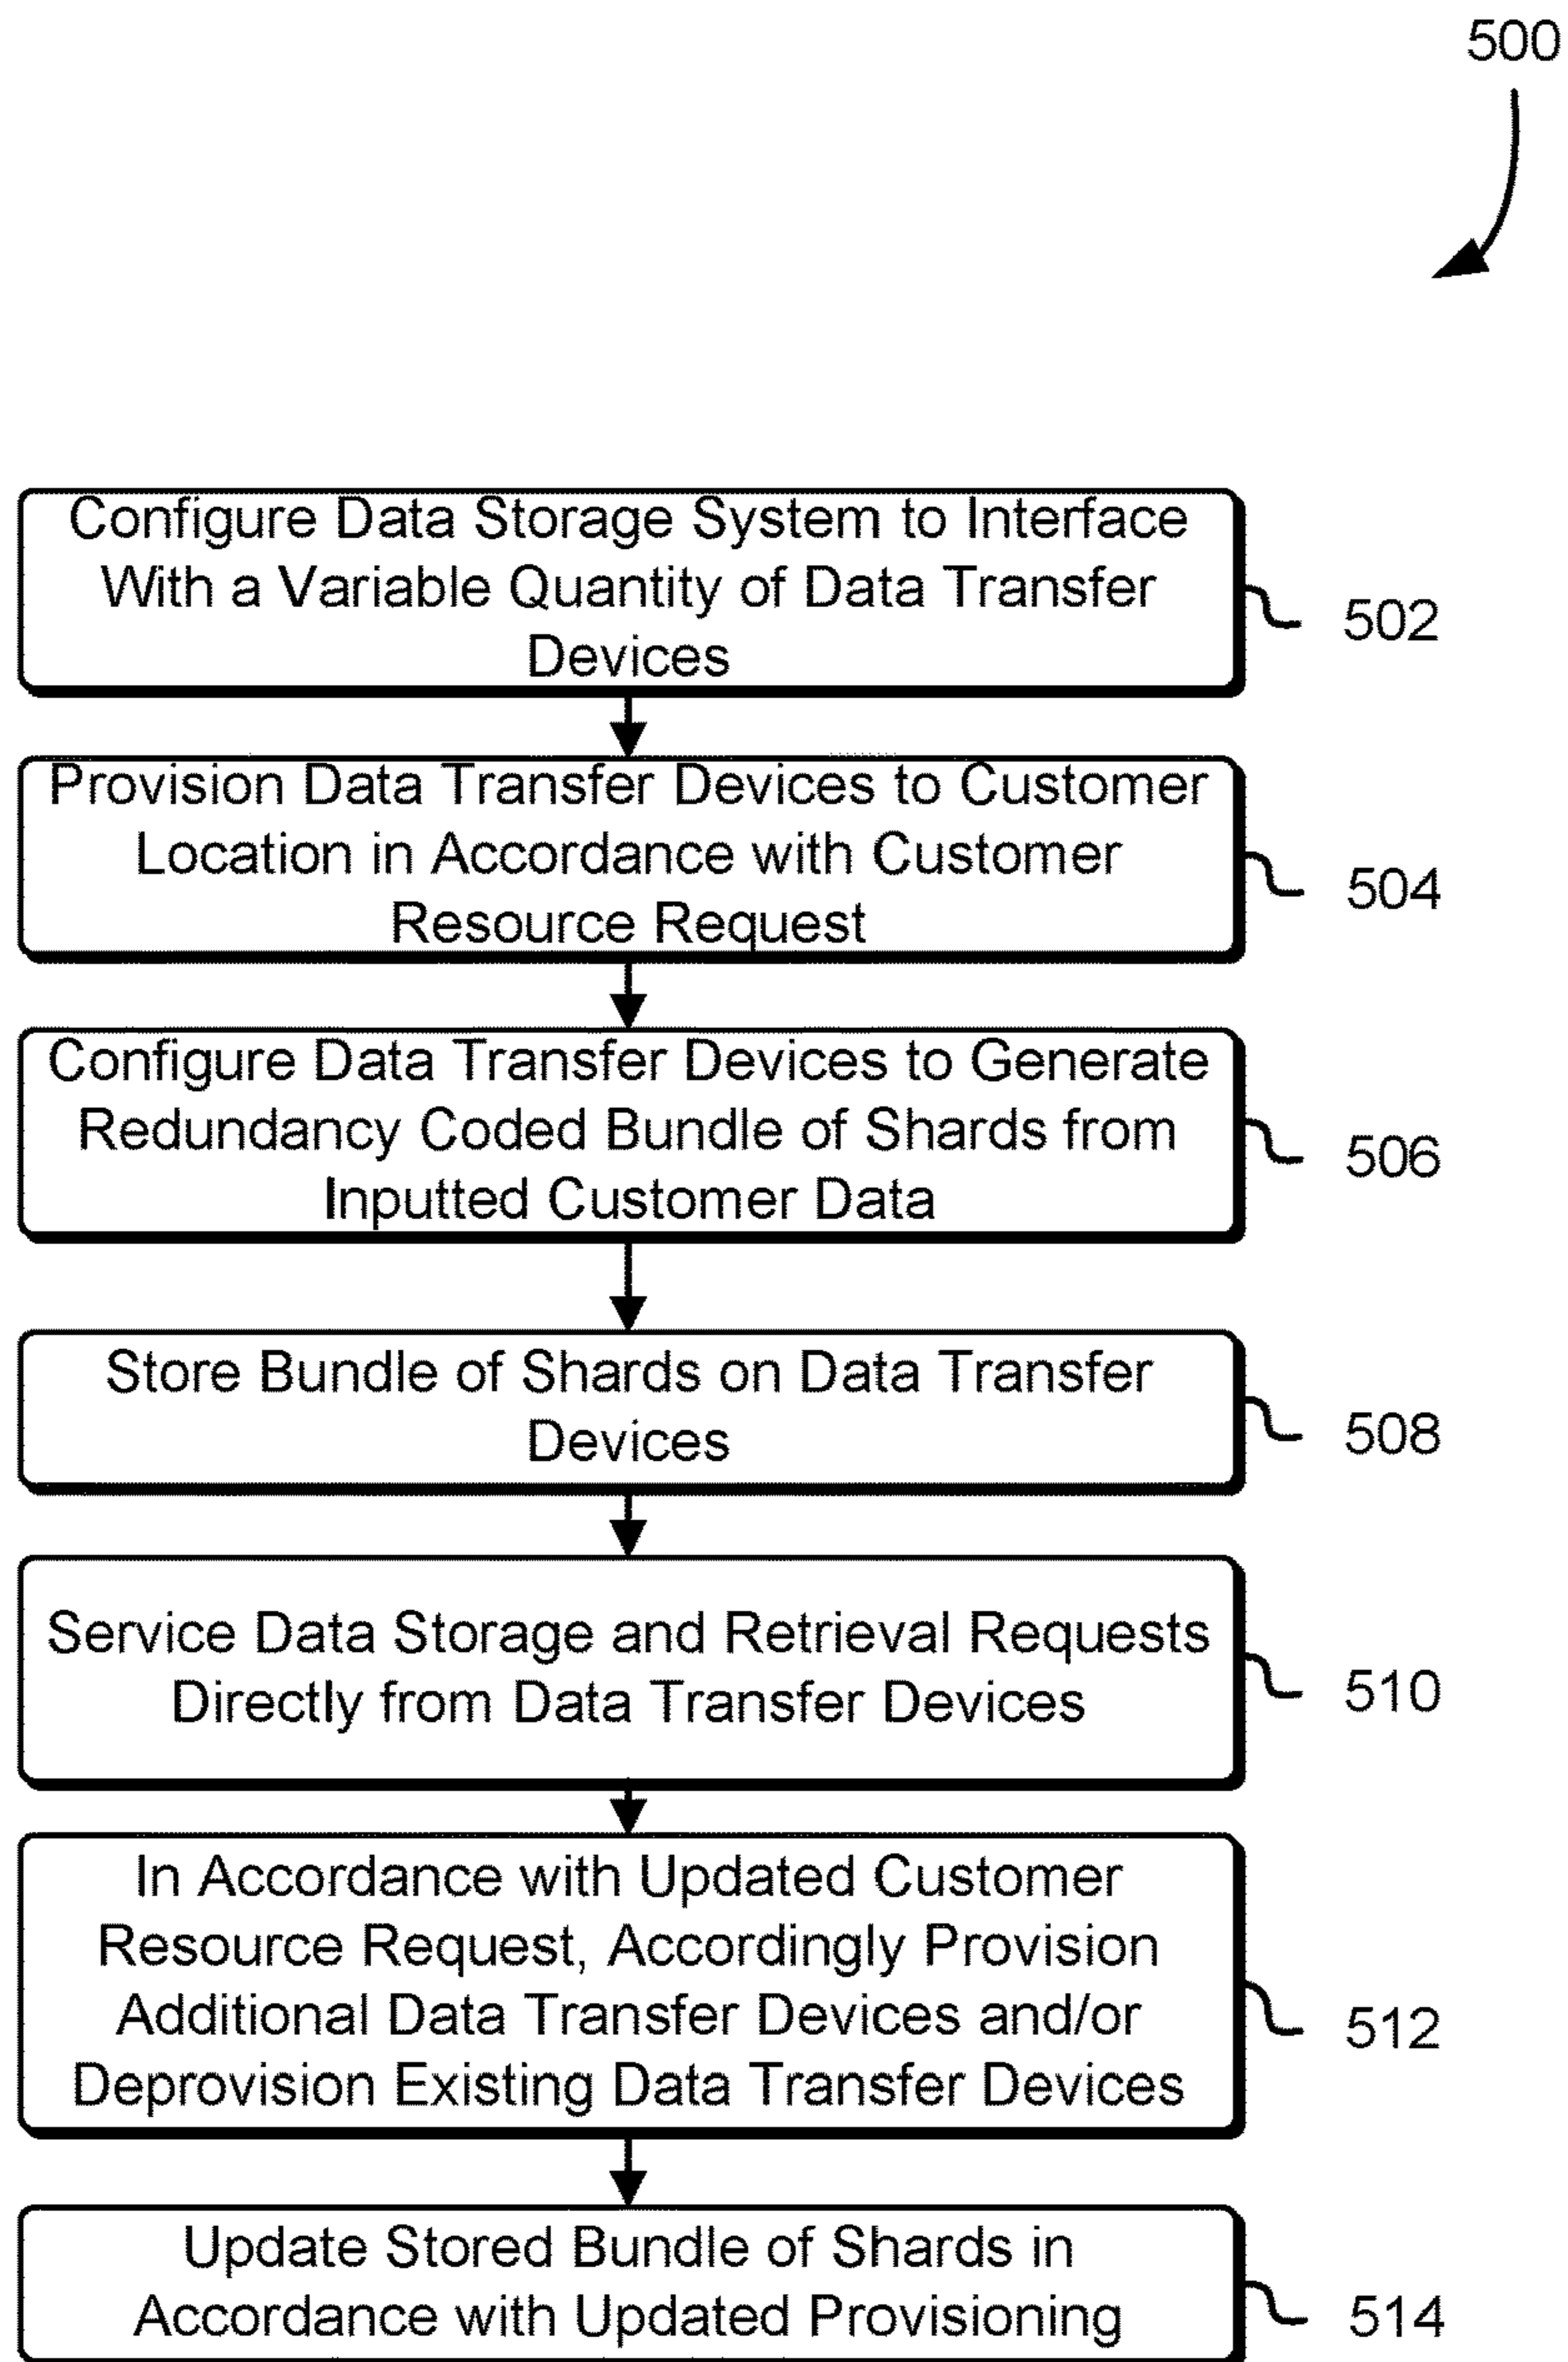 500
Configure Data Storage System to Interface
With a Variable Quantity of Data Transfer
Devices
502
Provision Data Transfer Devices to Customer
Location in Accordance with Customer
Resource Request
504
Configure Data Transfer Devices to Generate
Redundancy Coded Bundle of Shards from
Inputted Customer Data
506
Store Bundle of Shards on Data Transfer
Devices
508
Service Data Storage and Retrieval Requests
Directly from Data Transfer Devices
510
In Accordance with Updated Customer
Resource Request, Accordingly Provision
Additional Data Transfer Devices and/or
Deprovision Existing Data Transfer Devices
512
Update Stored Bundle of Shards in
Accordance with Updated Provisioning
514